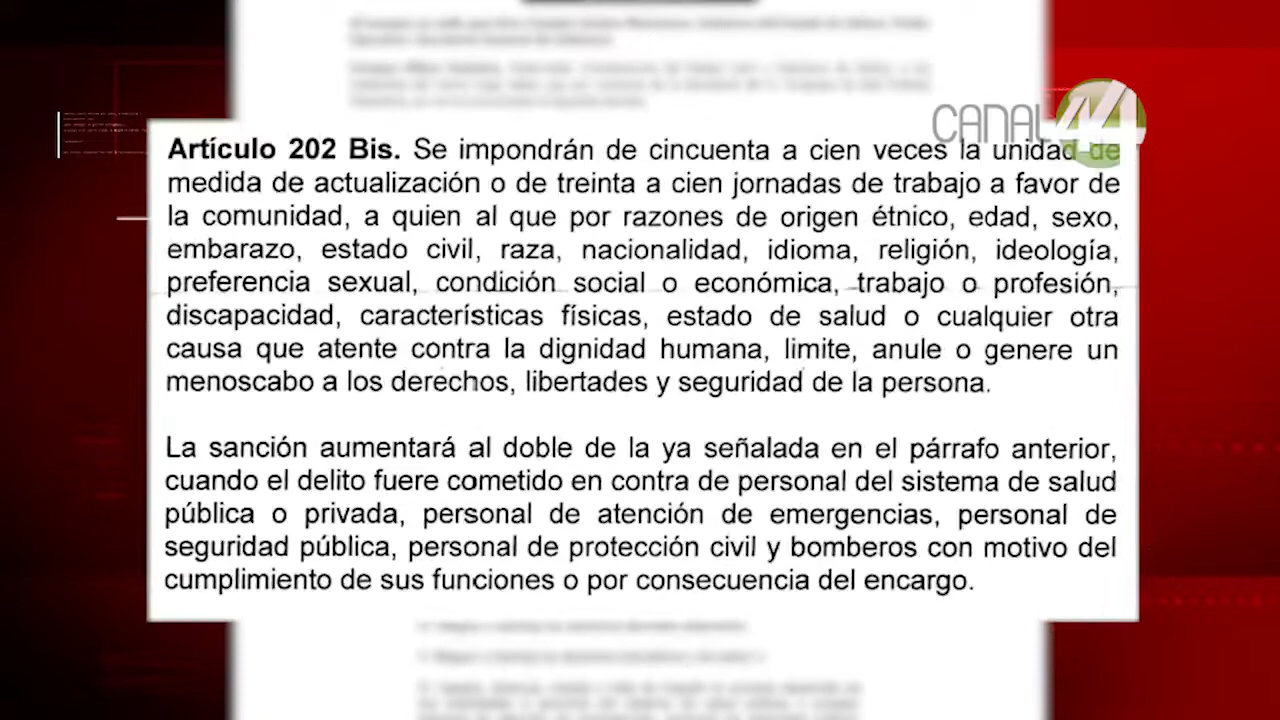 CANAL 44
Artículo 202 Bis. Se impondrán de cincuenta a cien veces la unidad de
medida de actualización o de treinta a cien jornadas de trabajo a favor de
la comunidad, a quien al que por razones de origen étnico, edad, sexo,
embarazo, estado civil, raza, nacionalidad, idioma, religión, ideología,
preferencia sexual, condición social o económica, trabajo o profesión,
discapacidad, características físicas, estado de salud o cualquier otra
causa que atente contra la dignidad humana, limite, anule o genere un
menoscabo a los derechos, libertades y seguridad de la persona.
La sanción aumentará al doble de la ya señalada en el párrafo anterior,
cuando el delito fuere cometido en contra de personal del sistema de salud
pública o privada, personal de atención de emergencias, personal de
seguridad pública, personal de protección civil y bomberos con motivo del
cumplimiento de sus funciones o por consecuencia del encargo.